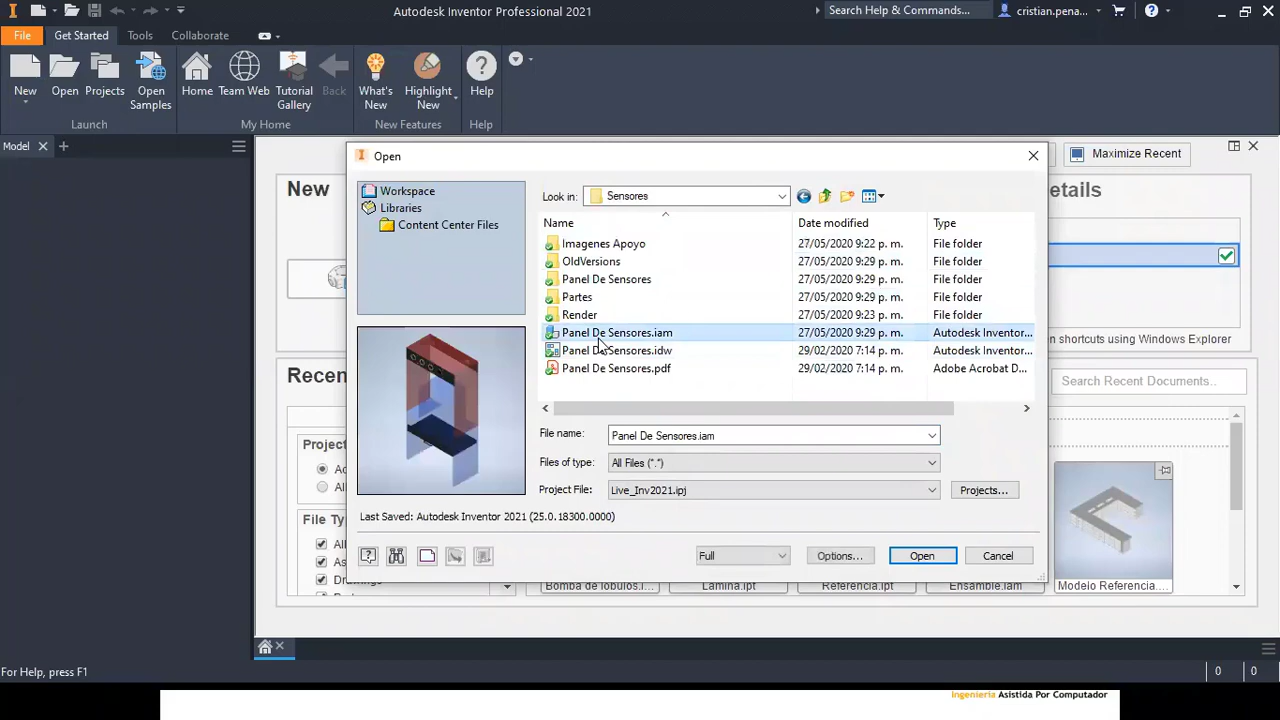 Autodesk Inventor Professional 2021
Search Help & Commands...
cristian.pena...
File
Get Started
Tools
Collaborate
New
Open
Projects
Open Samples
Home
Team Web
Tutorial Gallery
Back
What's New
Highlight New
Help
Launch
My Home
New Features
Help
Model
Open
Maximize Recent
New
etails
Workspace
Libraries
Content Center Files
Look in:
Sensores
Name
Date modified
Type
Imagenes Apoyo
27/05/2020 9:22 p. m.
File folder
OldVersions
27/05/2020 9:29 p. m.
File folder
Panel De Sensores
27/05/2020 9:29 p. m.
File folder
Partes
27/05/2020 9:29 p. m.
File folder
Render
27/05/2020 9:23 p. m.
File folder
Panel De Sensores.iam
27/05/2020 9:29 p. m.
Autodesk Inventor...
Panel De Sensores.idw
29/02/2020 7:14 p. m.
Autodesk Inventor...
Panel De Sensores.pdf
29/02/2020 7:14 p. m.
Adobe Acrobat D...
ortcuts using Windows Explorer
Recen
Search Recent Documents..
File name:
Panel De Sensores.iam
Files of type:
All Files (*.*)
Project File:
Live_Inv2021.ipj
Projects...
Last Saved: Autodesk Inventor 2021 (25.0.18300.0000)
Full
Options...
Open
Cancel
Project
Ac
All
File Ty
All
As
Drawings
Bomba de lobulos.i...
Lamina.ipt
Referencia.ipt
Ensamble.iam
Modelo Referencia....
For Help, press F1
0
0
Ingeniería Asistida Por Computador